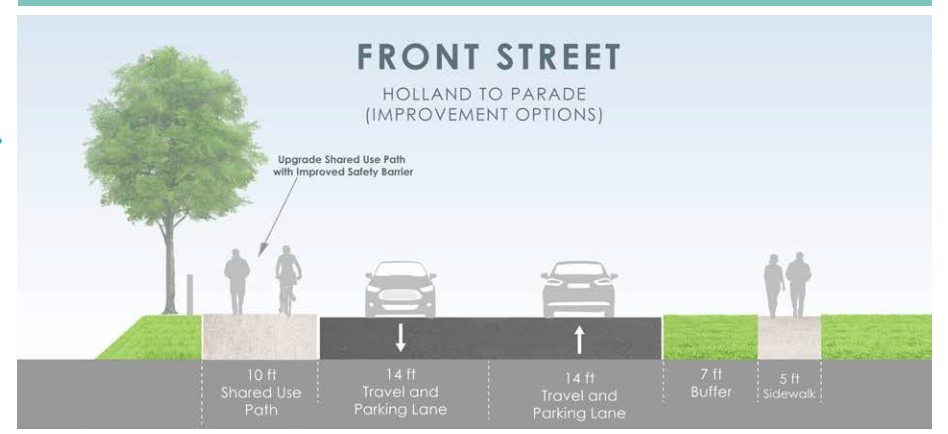 FRONT STREET
HOLLAND TO PARADE
(IMPROVEMENT OPTIONS)
Upgrade Shared Use Path
with Improved Safety Barrier
10 ft
Shared Use
Path
14 ft
Travel and
Parking Lane
14 ft
Travel and
Parking Lane
7 ft
Buffer
5 ft
Sidewalk